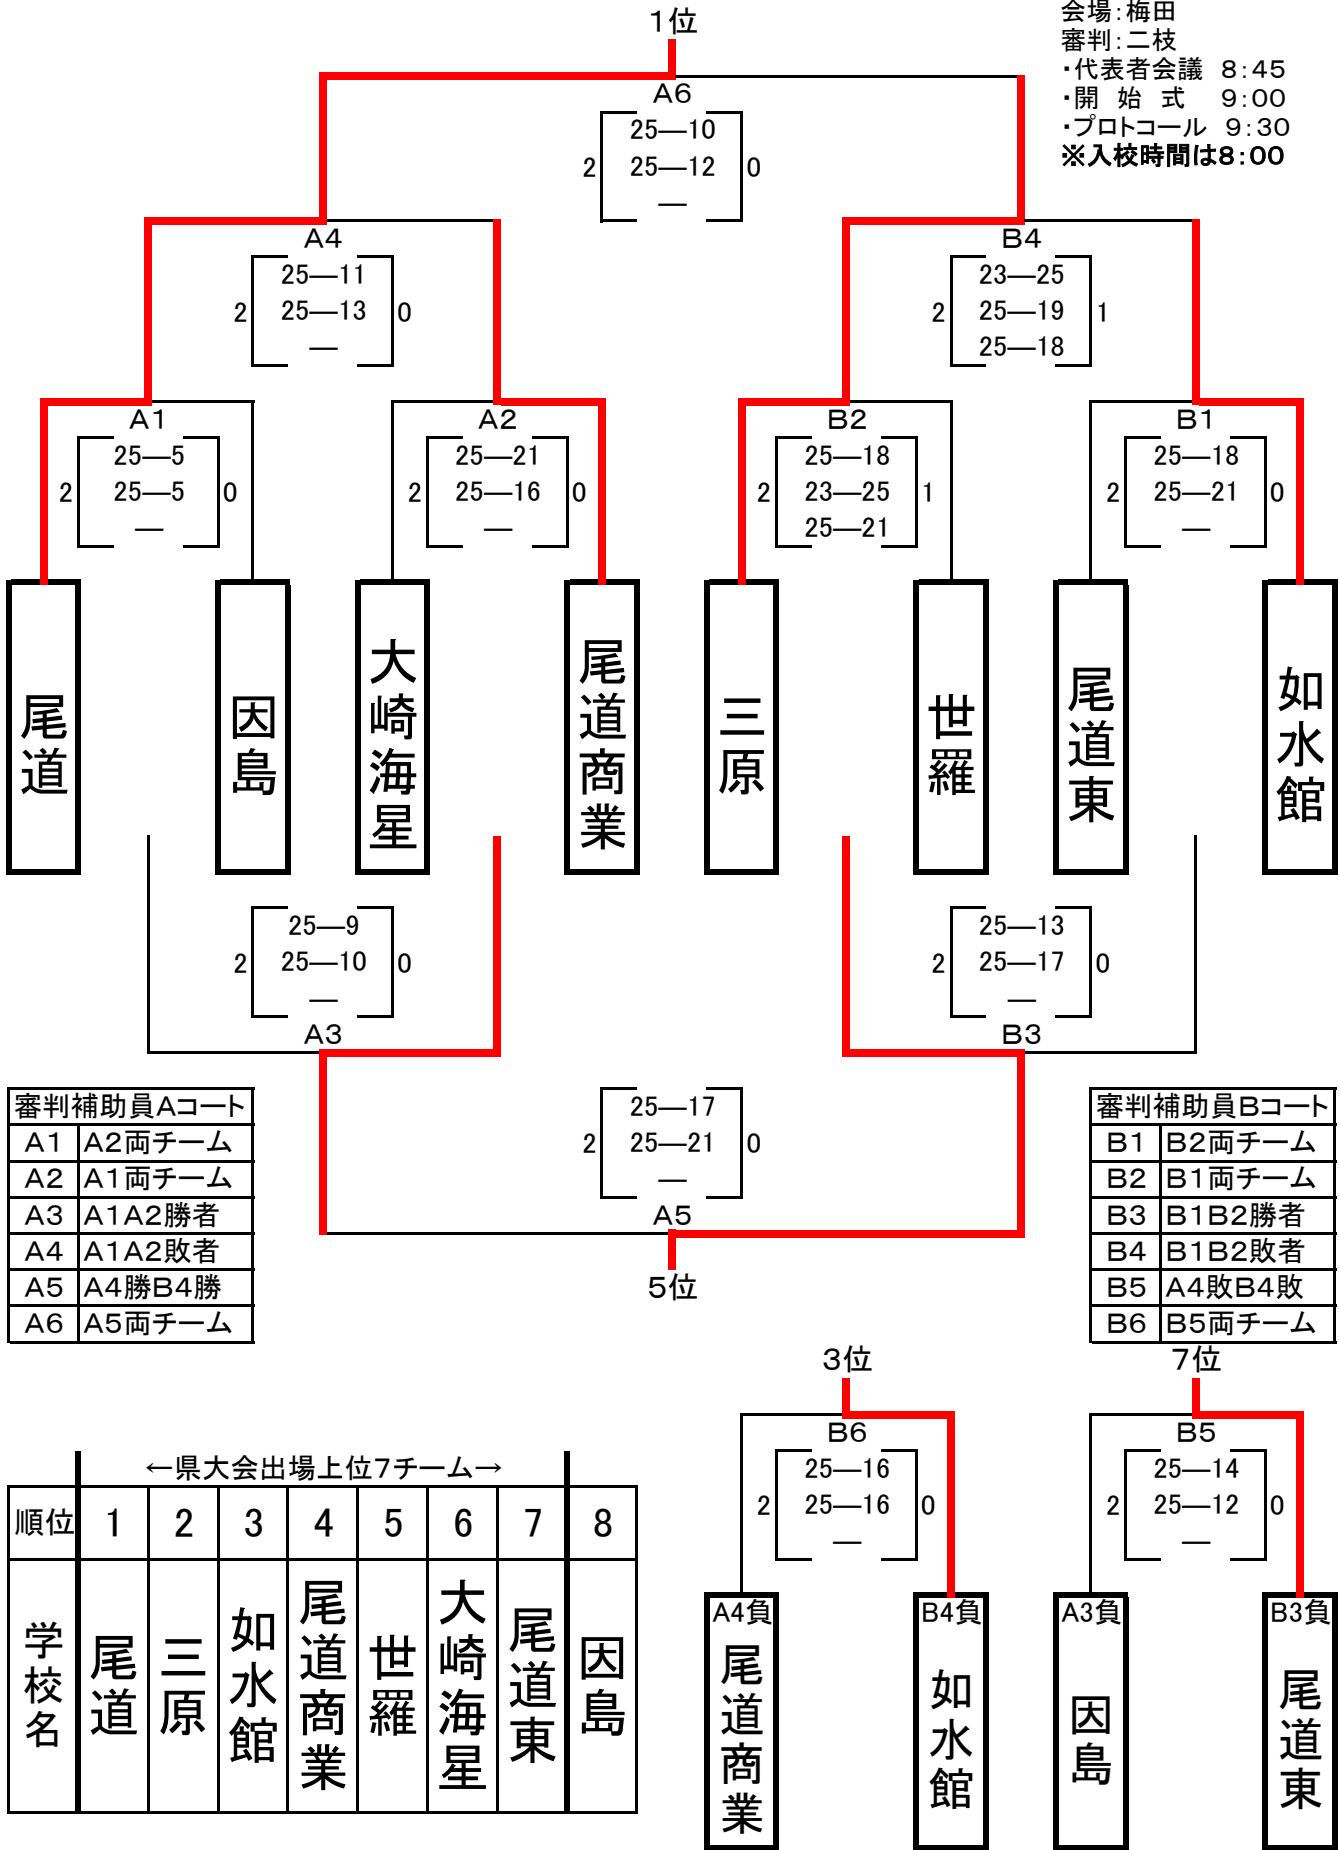 会場：梅田
審判：二枝
・代表者会議　8：45
・開　始　式　9：00
・プロトコール　9：30
※入校時間は8：00
1位
A6
25―10
2 25―12 0
―
A4
25―11
2 25―13 0
―
B4
23―25
2 25―19 1
25―18
A1
25―5
2 25―5 0
―
A2
25―21
2 25―16 0
―
B2
25―18
2 23―25 1
25―21
B1
25―18
2 25―21 0
―
尾道
因島
大崎海星
尾道商業
三原
世羅
尾道東
如水館
25―9
2 25―10 0
―
A3
25―13
2 25―17 0
―
B3
25―17
2 25―21 0
―
A5
5位
審判補助員Aコート
A1 A2両チーム
A2 A1両チーム
A3 A1A2勝者
A4 A1A2敗者
A5 A4勝B4勝
A6 A5両チーム
審判補助員Bコート
B1 B2両チーム
B2 B1両チーム
B3 B1B2勝者
B4 B1B2敗者
B5 A4敗B4敗
B6 B5両チーム
3位
B6
25―16
2 25―16 0
―
A4負
尾道商業
B4負
如水館
7位
B5
25―14
2 25―12 0
―
A3負
因島
B3負
尾道東
←県大会出場上位7チーム→
順位 1 2 3 4 5 6 7 8
学校名 尾道 三原 如水館 尾道商業 世羅 大崎海星 尾道東 因島